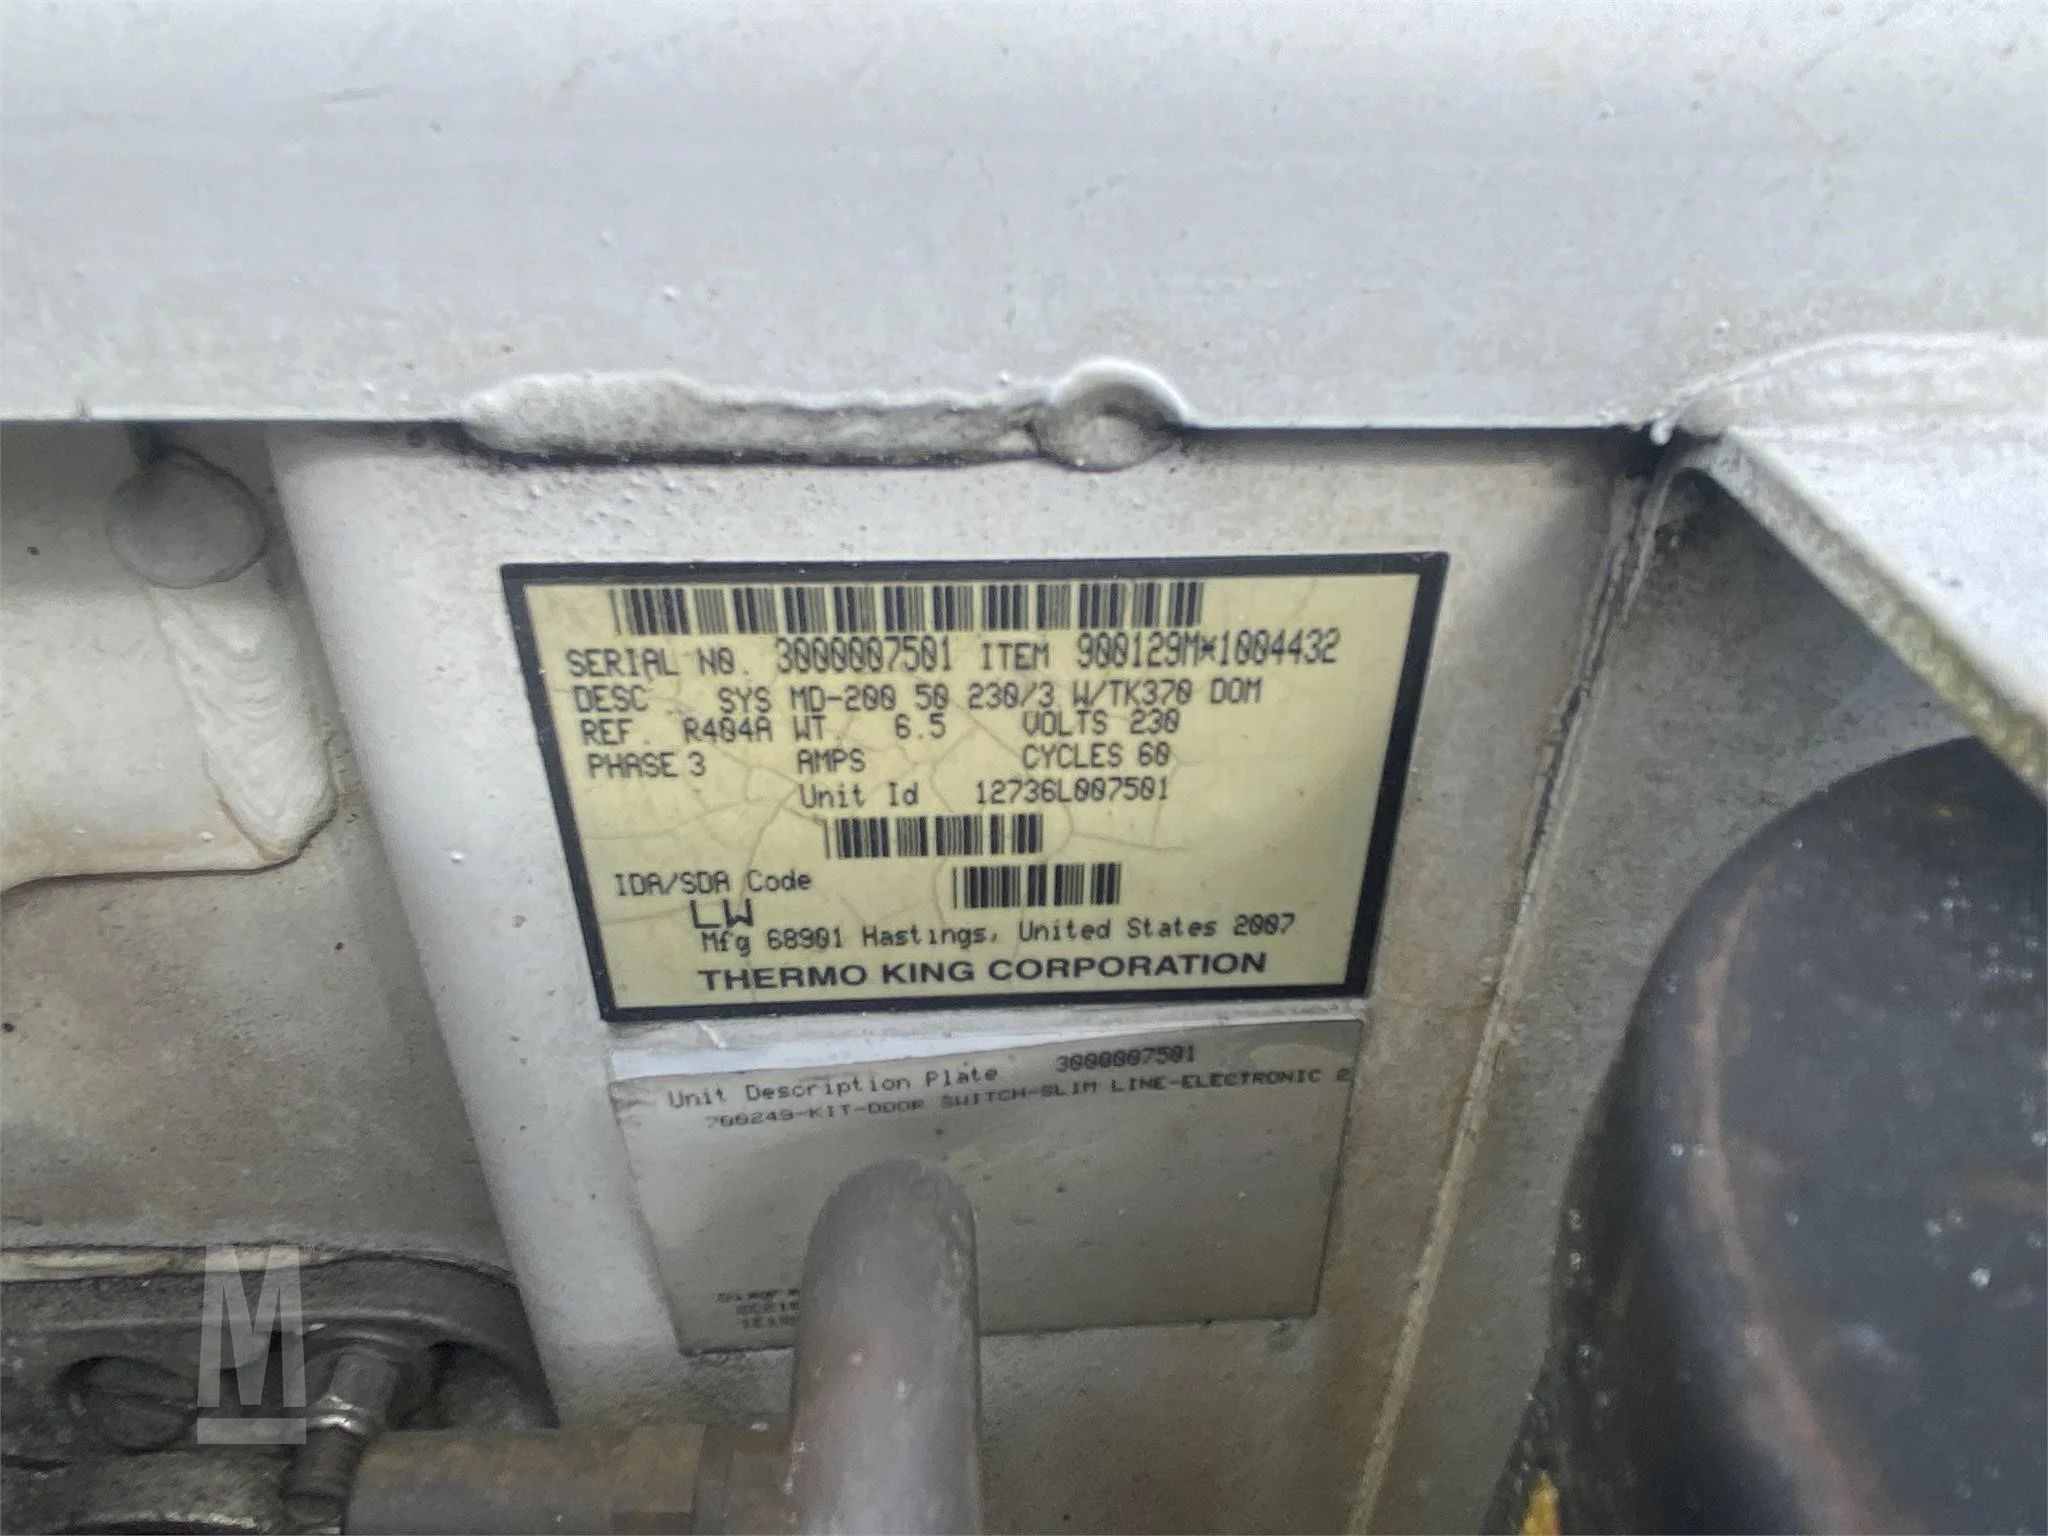 SERIAL NO. 3000007501 ITEM 900129M*1004432
DESC SYS MD-200 50 230/3 W/TK370 DOM
REF. R404A WT. 6.5 VOLTS 230
PHASE 3 AMPS CYCLES 60
Unit Id 12736L007501
IDA/SDA Code
LW
Mfg 68901 Hastings, United States 2007
THERMO KING CORPORATION
Unit Description Plate 3000007501
700249-KIT-DOOR SWITCH-SLIM LINE-ELECTRONIC 2
M